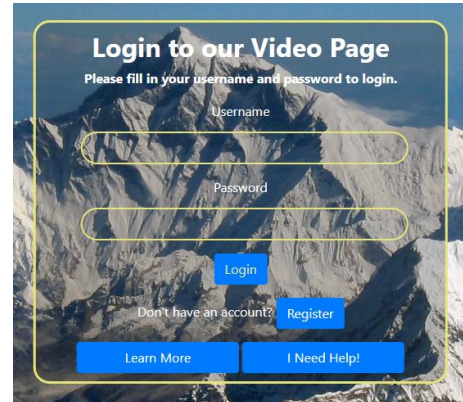 Login to our Video Page
Please fill in your username and password to login.
Username
Password
Login
Don't have an account? Register
Learn More I Need Help!